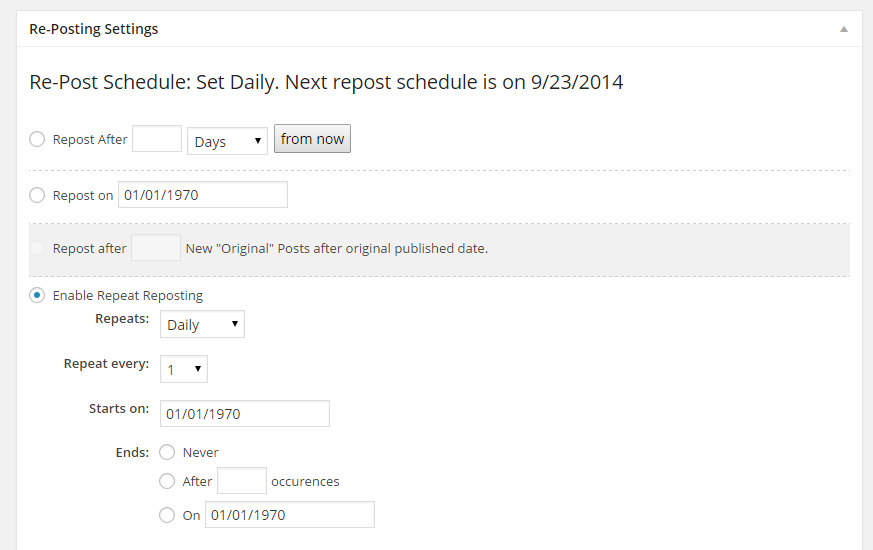 Re-Posting Settings
Re-Post Schedule: Set Daily. Next repost schedule is on 9/23/2014
Repost After Days from now
Repost on 01/01/1970
Repost after New "Original" Posts after original published date.
Enable Repeat Reposting
Repeats: Daily
Repeat every: 1
Starts on: 01/01/1970
Ends: Never
After occurences
On 01/01/1970